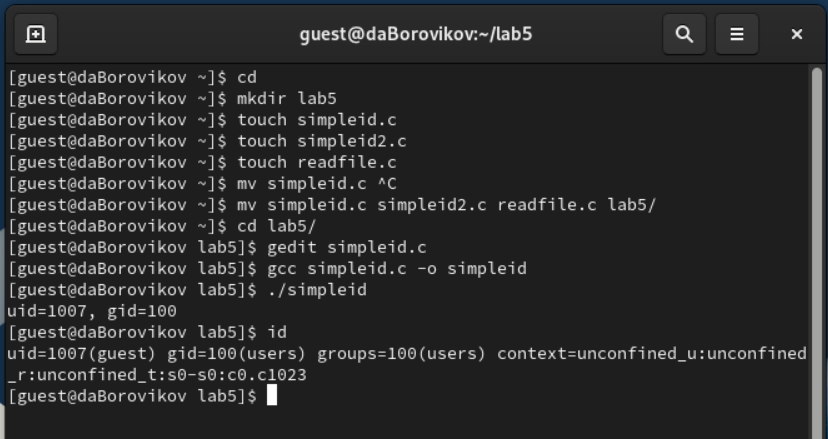 guest@daBorovikov:~/lab5
[guest@daBorovikov ~]$ cd
[guest@daBorovikov ~]$ mkdir lab5
[guest@daBorovikov ~]$ touch simpleid.c
[guest@daBorovikov ~]$ touch simpleid2.c
[guest@daBorovikov ~]$ touch readfile.c
[guest@daBorovikov ~]$ mv simpleid.c ^C
[guest@daBorovikov ~]$ mv simpleid.c simpleid2.c readfile.c lab5/
[guest@daBorovikov ~]$ cd lab5/
[guest@daBorovikov lab5]$ gedit simpleid.c
[guest@daBorovikov lab5]$ gcc simpleid.c -o simpleid
[guest@daBorovikov lab5]$ ./simpleid
uid=1007, gid=100
[guest@daBorovikov lab5]$ id
uid=1007(guest) gid=100(users) groups=100(users) context=unconfined_u:unconfined
_r:unconfined_t:s0-s0:c0.c1023
[guest@daBorovikov lab5]$